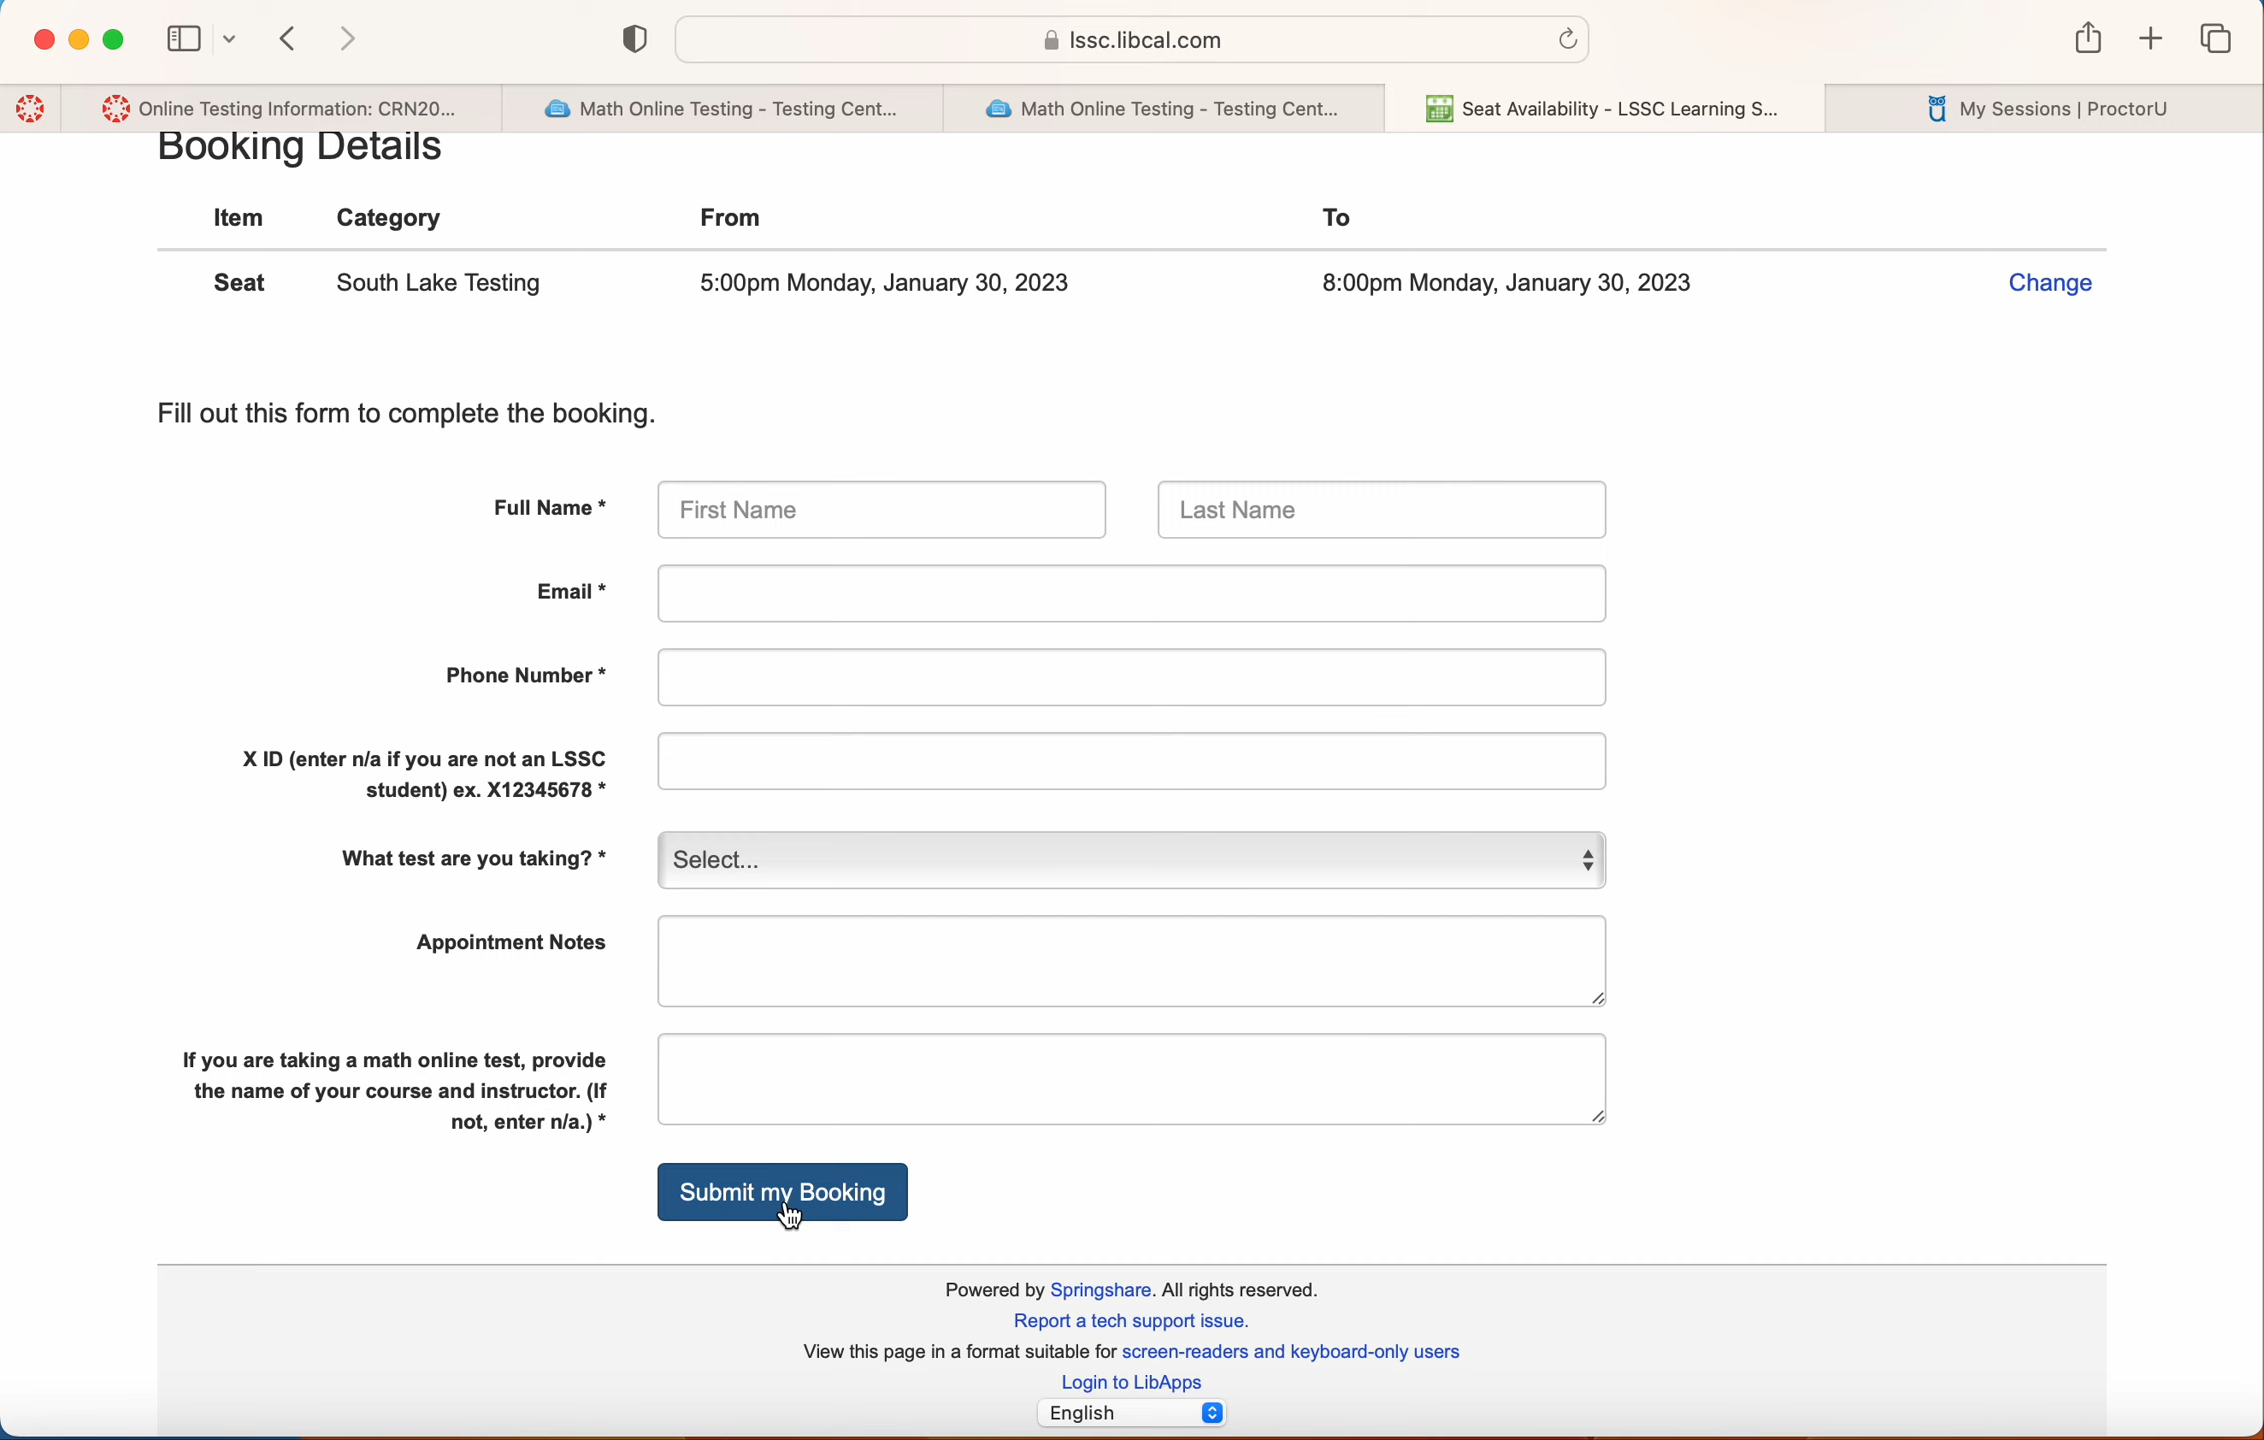 lssc.libcal.com
Online Testing Information: CRN20...
Math Online Testing - Testing Cent...
Math Online Testing - Testing Cent...
Seat Availability - LSSC Learning S...
My Sessions | ProctorU
Booking Details
Item Category From To
Seat South Lake Testing 5:00pm Monday, January 30, 2023 8:00pm Monday, January 30, 2023 Change
Fill out this form to complete the booking.
Full Name * First Name Last Name
Email *
Phone Number *
X ID (enter n/a if you are not an LSSC
student) ex. X12345678 *
What test are you taking? * Select...
Appointment Notes
If you are taking a math online test, provide
the name of your course and instructor. (If
not, enter n/a.) *
Submit my Booking
Powered by Springshare. All rights reserved.
Report a tech support issue.
View this page in a format suitable for screen-readers and keyboard-only users
Login to LibApps
English